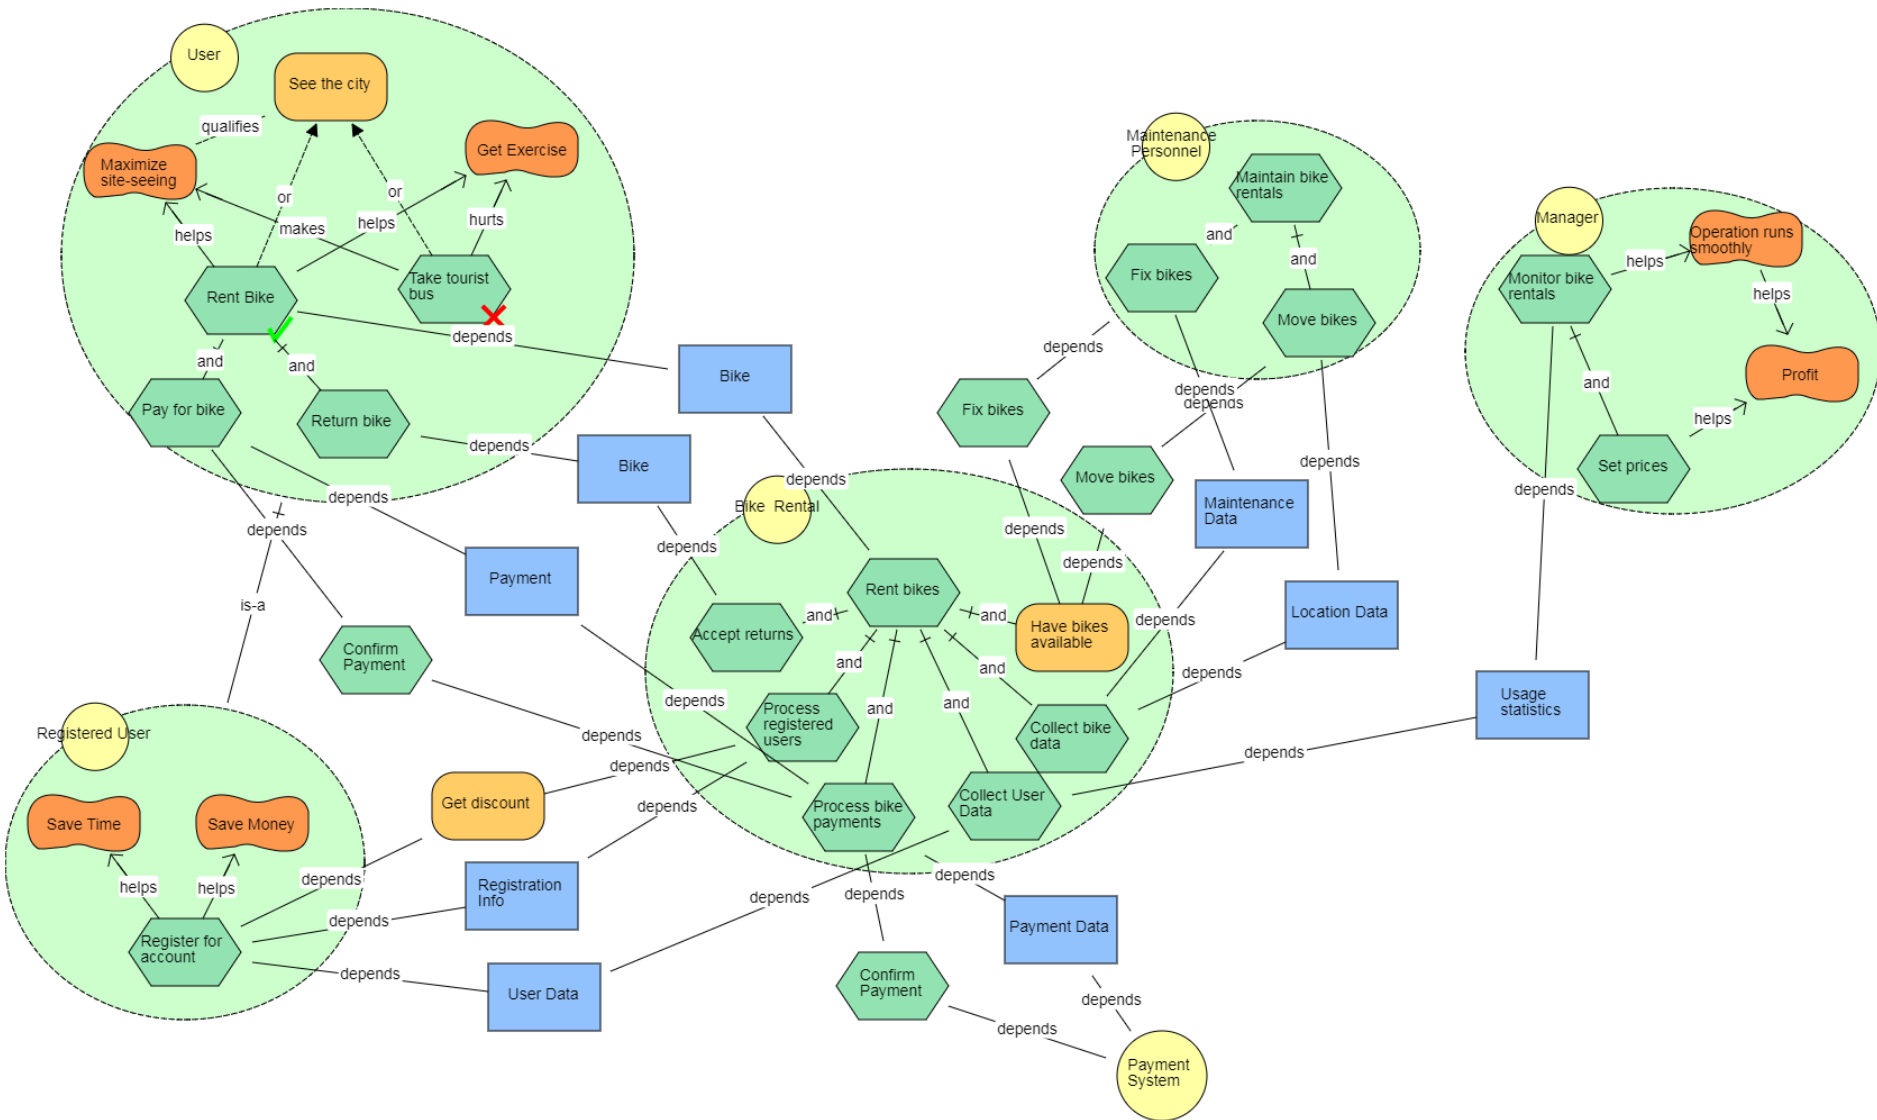 User
See the city
qualifies
Get Exercise
Maximize
site-seeing
or
or
helps
makes
helps
hurts
Rent Bike
Take tourist
bus
depends
and
and
Pay for bike
Return bike
depends
depends
depends
is-a
Bike
Bike
depends
depends
Payment
Confirm
Payment
depends
depends
Maintenance
Personnel
Maintain bike
rentals
and
and
Fix bikes
Move bikes
depends
depends
depends
depends
Fix bikes
Move bikes
depends
depends
Maintenance
Data
Location Data
depends
depends
Manager
Operation runs
smoothly
helps
Monitor bike
rentals
helps
Profit
and
helps
Set prices
depends
Usage
statistics
depends
Bike  Rental
Rent bikes
and
Accept returns
and
Have bikes
available
and
and
and
and
Process
registered
users
Collect bike
data
Process bike
payments
Collect User
Data
depends
depends
Registered User
Save Time
Save Money
helps
helps
Register for
account
depends
depends
depends
Get discount
Registration
Info
User Data
depends
depends
depends
Payment Data
Confirm
Payment
depends
depends
Payment
System